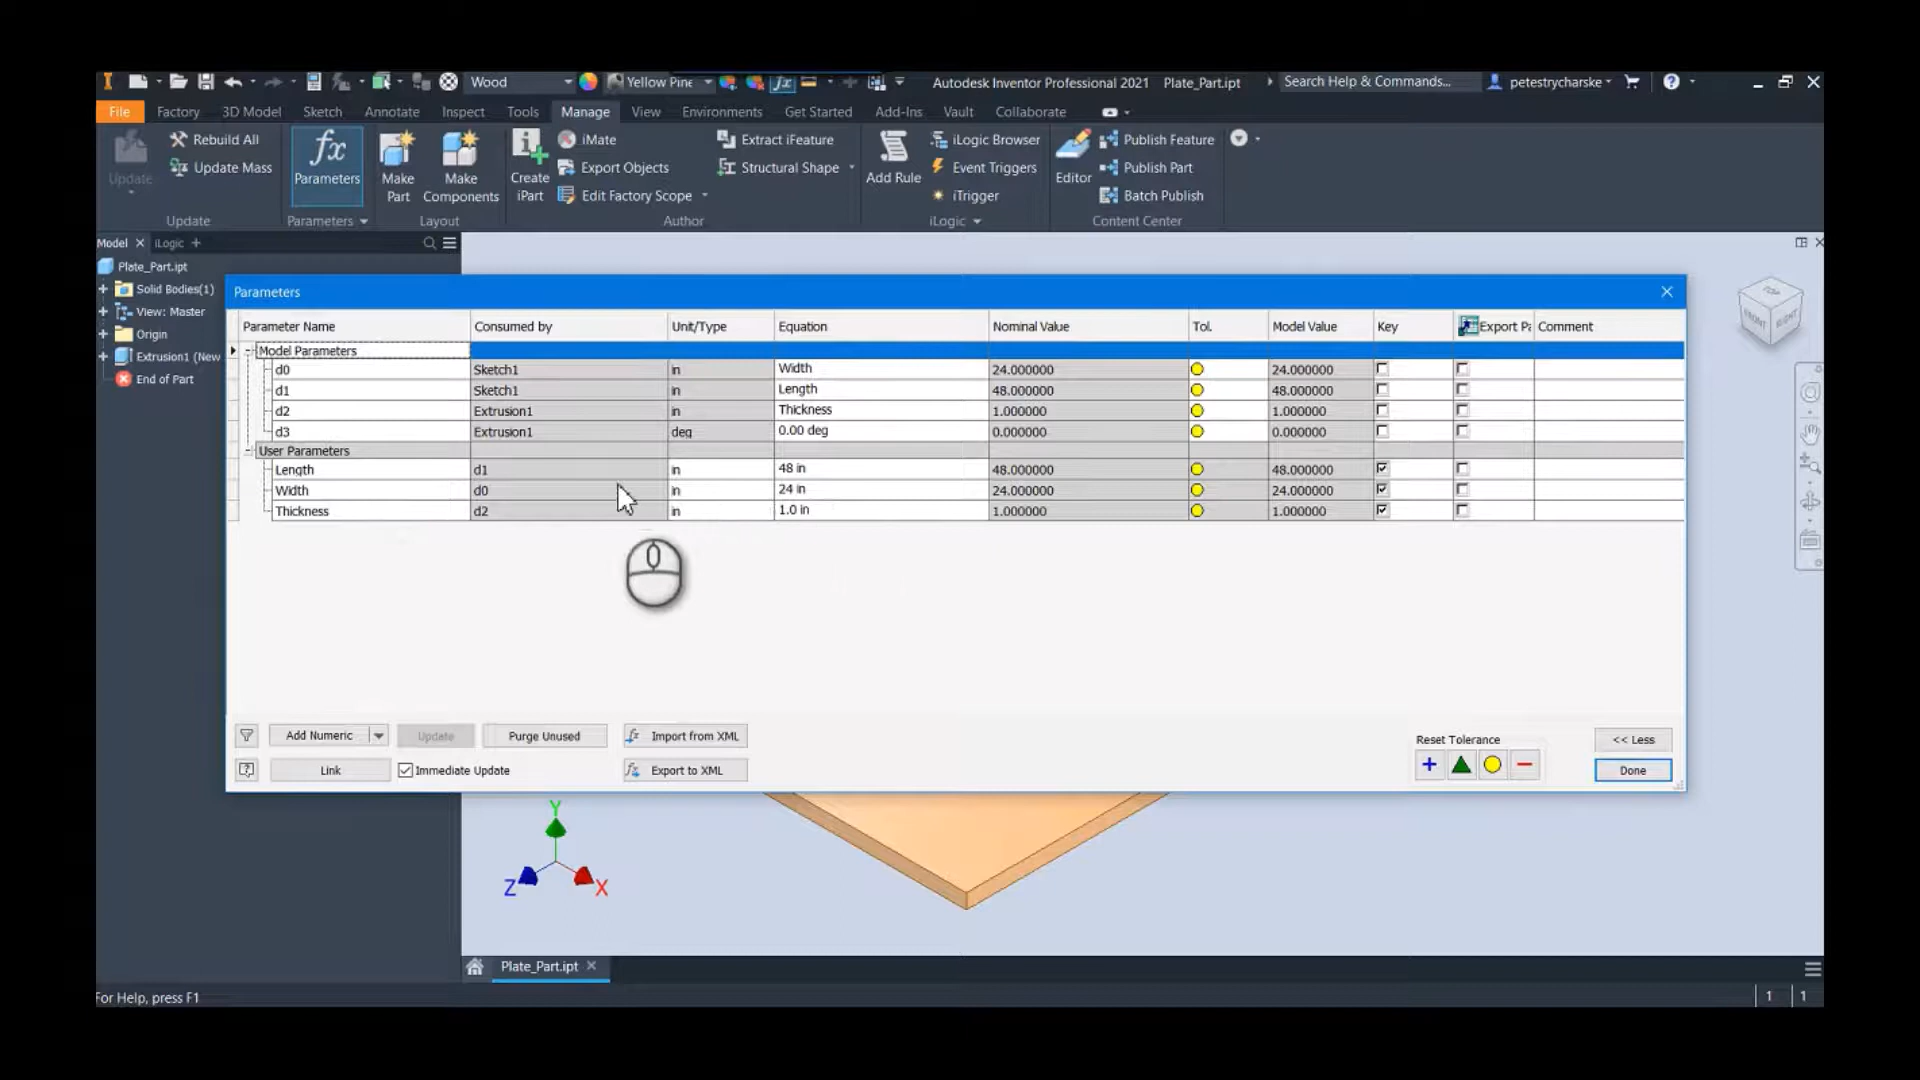 Wood
Yellow Pine
fx
Autodesk Inventor Professional 2021 Plate_Part.ipt
Search Help & Commands...
petestrycharske
File Factory 3D Model Sketch Annotate Inspect Tools Manage View Environments Get Started Add-Ins Vault Collaborate
Update
Rebuild All
Update Mass
Update
fx
Parameters
Parameters
Make
Part
Make
Components
Layout
Create
iPart
iMate
Export Objects
Edit Factory Scope
Extract iFeature
Structural Shape
Author
Add Rule
iLogic Browser
Event Triggers
iTrigger
iLogic
Editor
Publish Feature
Publish Part
Batch Publish
Content Center
Model × iLogic +
Plate_Part.ipt
Solid Bodies(1)
View: Master
Origin
Extrusion1 (New
End of Part
Parameters
Parameter Name Consumed by Unit/Type Equation Nominal Value Tol. Model Value Key Export Pa Comment
Model Parameters
d0 Sketch1 in Width 24.000000 24.000000
d1 Sketch1 in Length 48.000000 48.000000
d2 Extrusion1 in Thickness 1.000000 1.000000
d3 Extrusion1 deg 0.00 deg 0.000000 0.000000
User Parameters
Length d1 in 48 in 48.000000 48.000000
Width d0 in 24 in 24.000000 24.000000
Thickness d2 in 1.0 in 1.000000 1.000000
Add Numeric Update Purge Unused Import from XML
Link Immediate Update Export to XML
Reset Tolerance
<< Less
Done
TOP
FRONT
RIGHT
Y
Z
X
Plate_Part.ipt
For Help, press F1
1 1